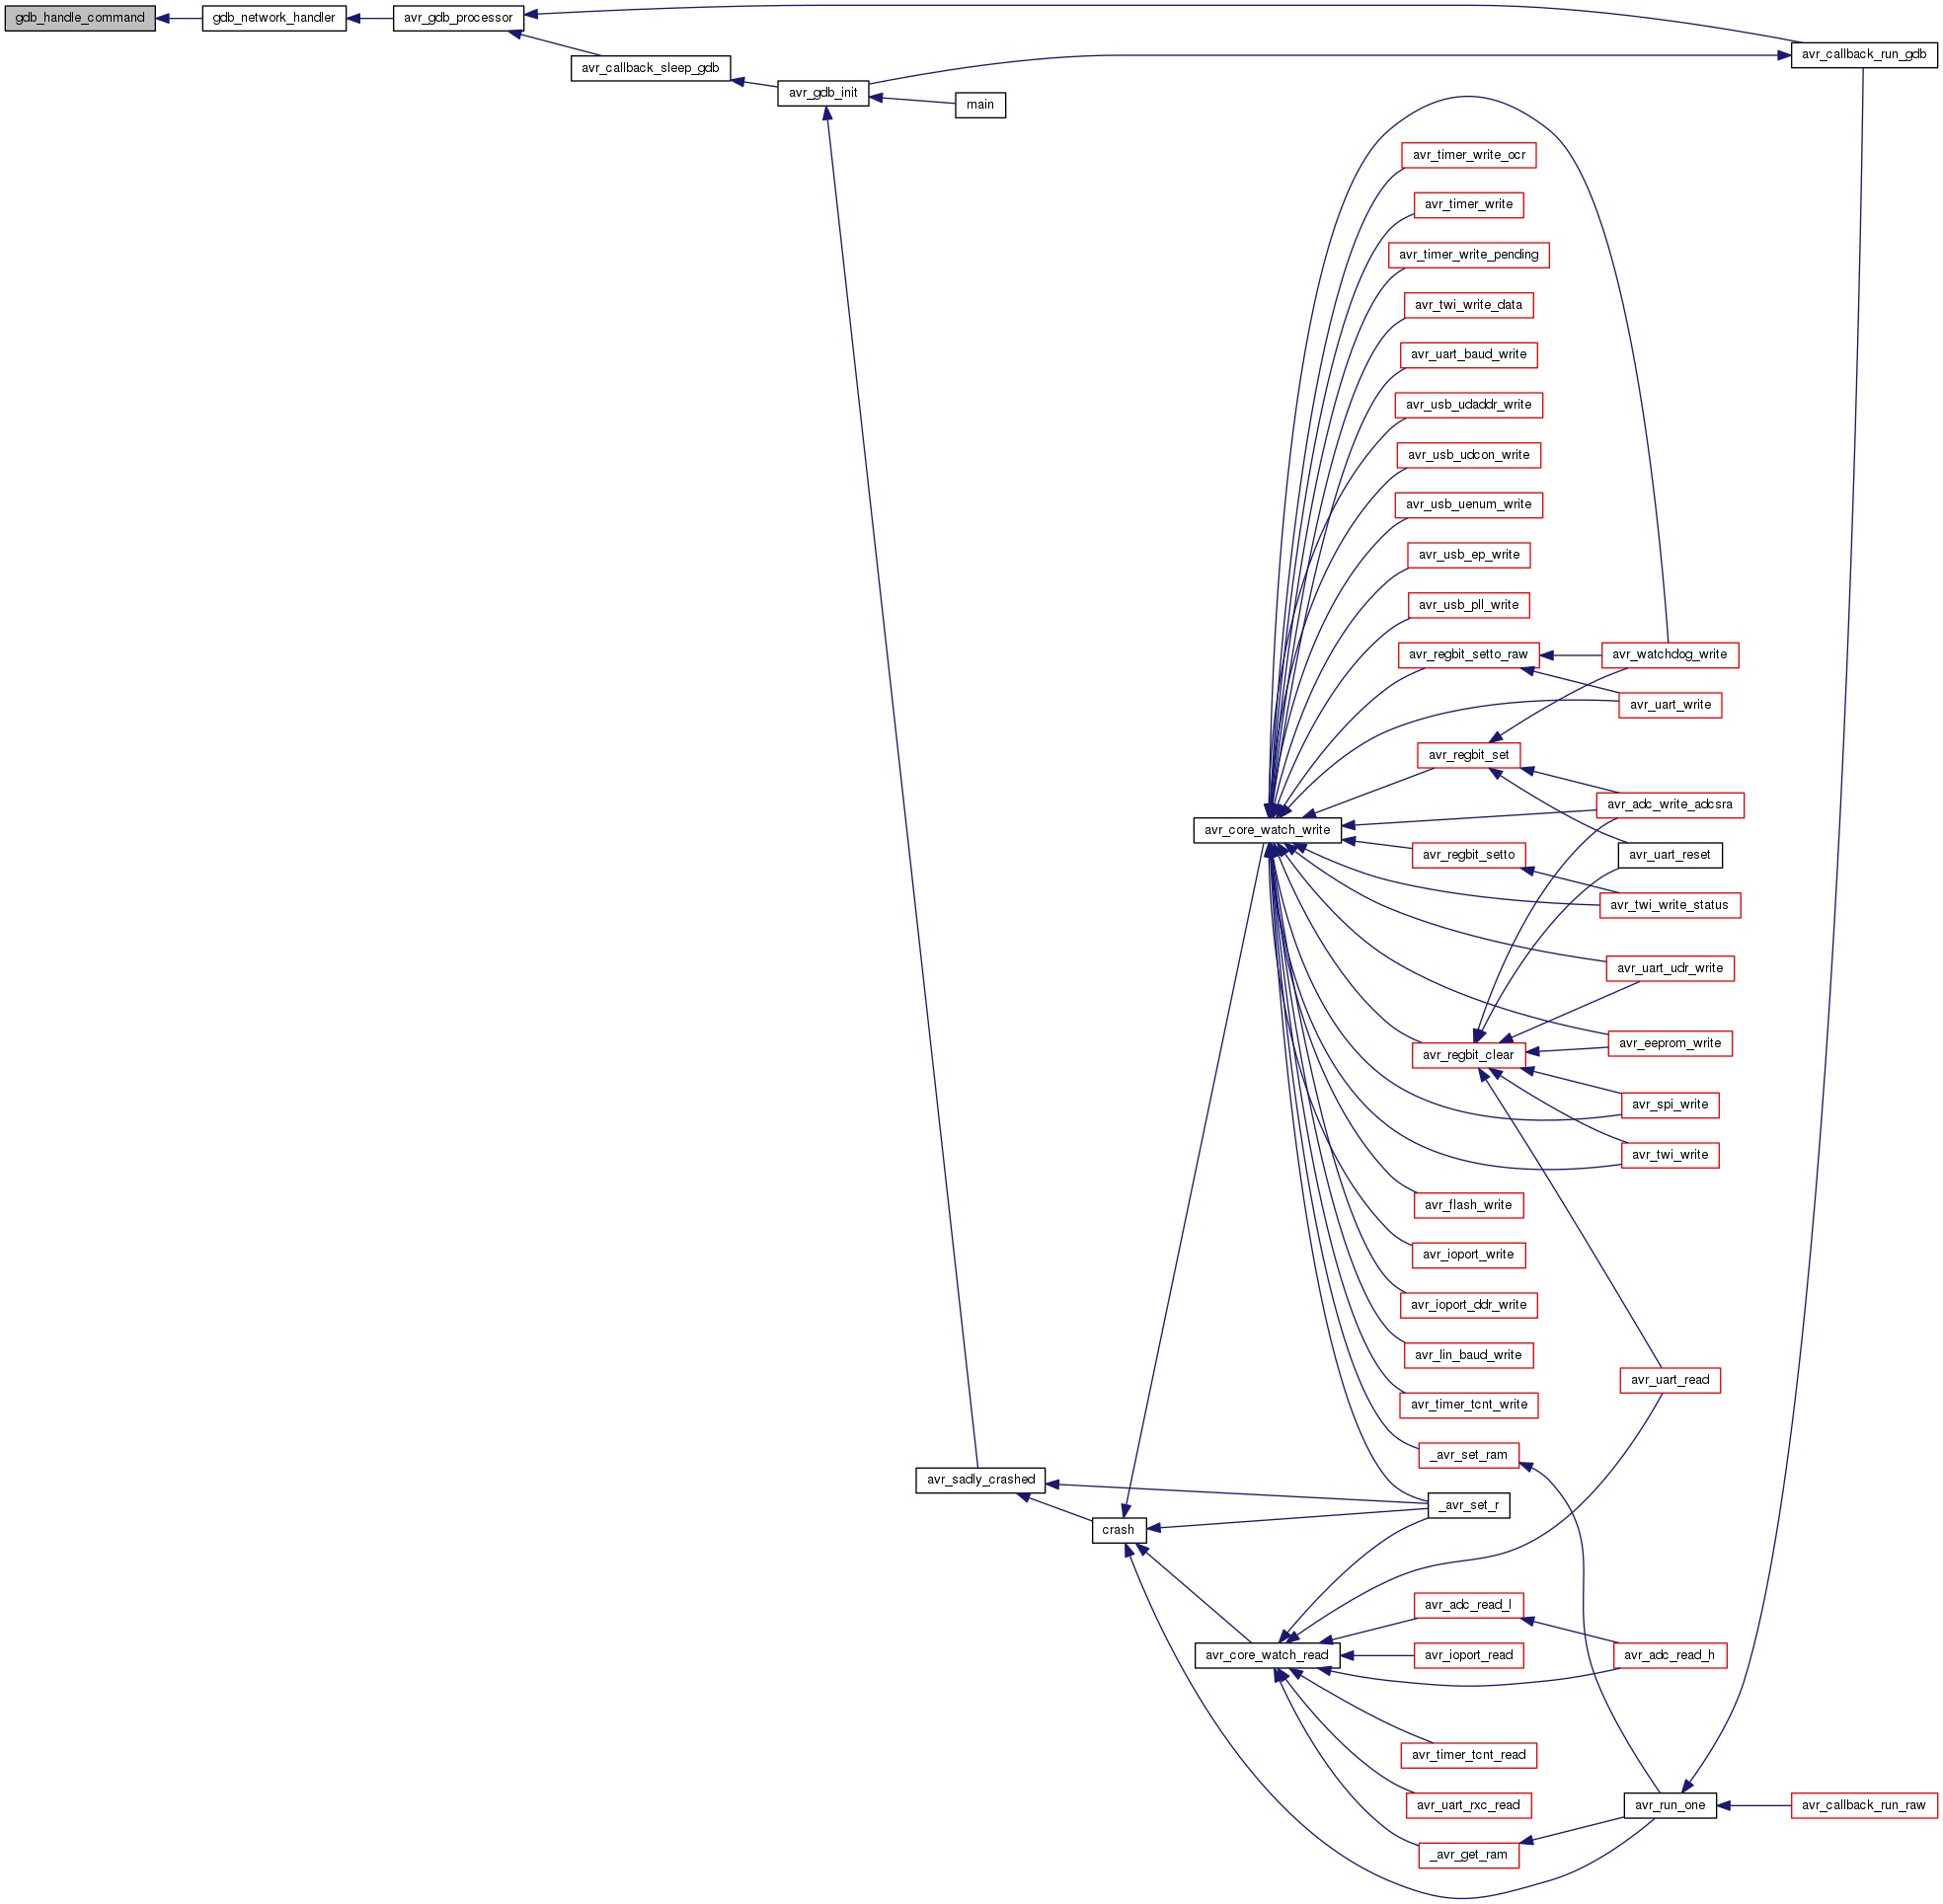 gdb_handle_command
gdb_network_handler
avr_gdb_processor
avr_callback_run_gdb
avr_callback_sleep_gdb
avr_gdb_init
main
avr_timer_write_ocr
avr_timer_write
avr_timer_write_pending
avr_twi_write_data
avr_uart_baud_write
avr_usb_udaddr_write
avr_usb_udcon_write
avr_usb_uenum_write
avr_usb_ep_write
avr_usb_pll_write
avr_regbit_setto_raw
avr_watchdog_write
avr_uart_write
avr_regbit_set
avr_adc_write_adcsra
avr_core_watch_write
avr_regbit_setto
avr_uart_reset
avr_twi_write_status
avr_uart_udr_write
avr_eeprom_write
avr_regbit_clear
avr_spi_write
avr_twi_write
avr_flash_write
avr_ioport_write
avr_ioport_ddr_write
avr_lin_baud_write
avr_uart_read
avr_timer_tcnt_write
_avr_set_ram
avr_sadly_crashed
_avr_set_r
crash
avr_adc_read_l
avr_core_watch_read
avr_ioport_read
avr_adc_read_h
avr_timer_tcnt_read
avr_uart_rxc_read
avr_run_one
avr_callback_run_raw
_avr_get_ram